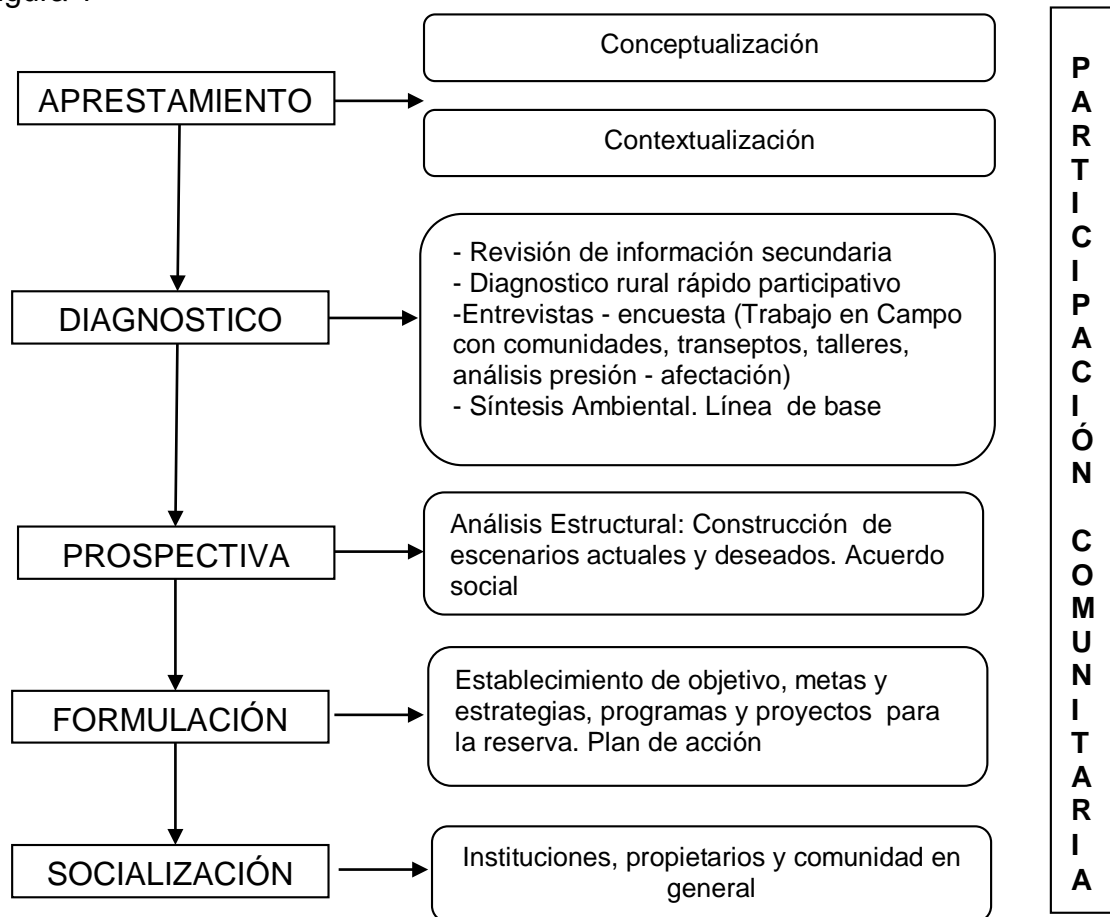 APRESTAMIENTO
Conceptualización
Contextualización
DIAGNOSTICO
- Revisión de información secundaria
- Diagnostico rural rápido participativo
-Entrevistas - encuesta (Trabajo en Campo
con comunidades, transeptos, talleres,
análisis presión - afectación)
- Síntesis Ambiental. Línea de base
PROSPECTIVA
Análisis Estructural: Construcción de
escenarios actuales y deseados. Acuerdo
social
FORMULACIÓN
Establecimiento de objetivo, metas y
estrategias, programas y proyectos para
la reserva. Plan de acción
SOCIALIZACIÓN
Instituciones, propietarios y comunidad en
general
PARTICIPACIÓN COMUNITARIA